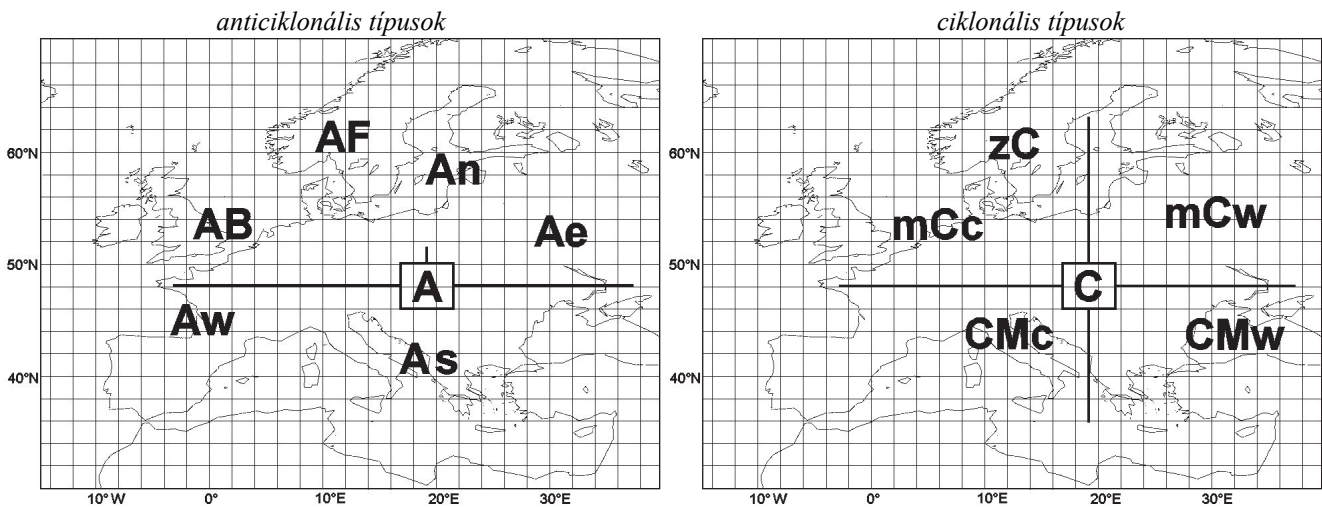 anticiklonális típusok
AF
60°N
An
AB
Ae
50°N
A
Aw
As
40°N
10°W 0° 10°E 20°E 30°E
ciklonális típusok
zC
60°N
mCw
mCc
50°N
C
CMc CMw
40°N
10°W 0° 10°E 20°E 30°E